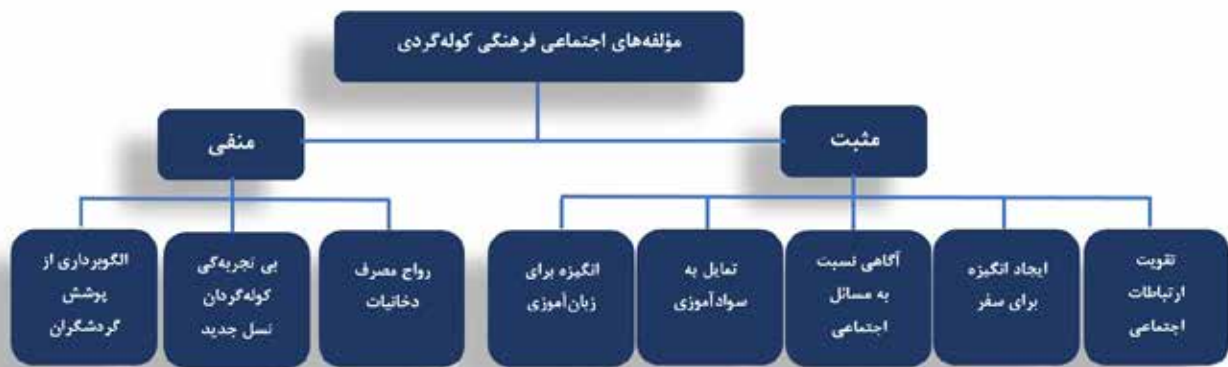 مؤلفه‌های اجتماعی فرهنگی کوله‌گردی
مثبت
منفی
تقویت
ارتباطات
اجتماعی
ایجاد انگیزه
برای سفر
آگاهی نسبت
به مسائل
اجتماعی
تمایل به
سوادآموزی
انگیزه برای
زبان‌آموزی
رواج مصرف
دخانیات
بی تجربه‌گی
کوله‌گردان
نسل جدید
الگوبرداری از
پوشش
گردشگران